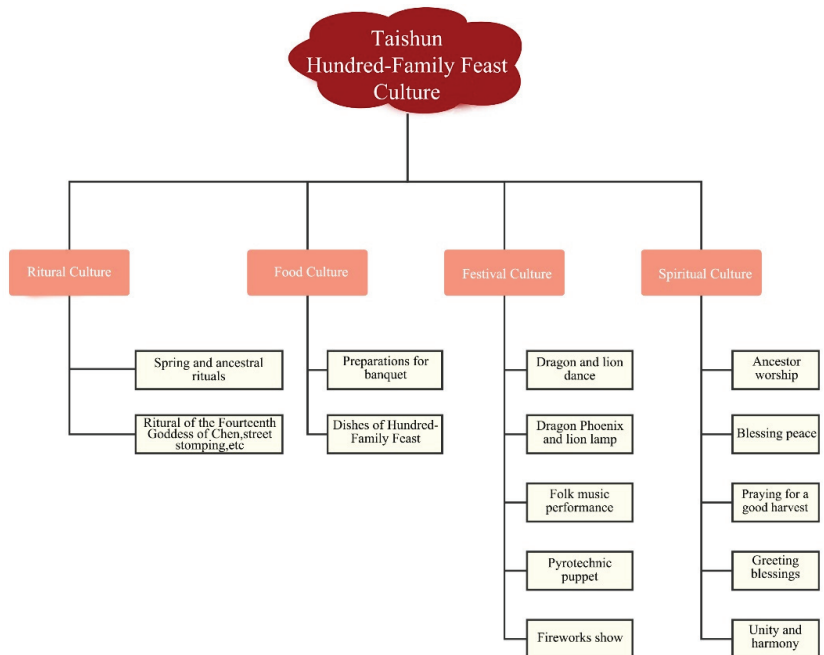 Taishun
Hundred-Family Feast
Culture
Ritural Culture
Food Culture
Festival Culture
Spiritual Culture
Spring and ancestral
rituals
Ritural of the Fourteenth
Goddess of Chen,street
stomping,etc
Preparations for
banquet
Dishes of Hundred-
Family Feast
Dragon and lion
dance
Dragon Phoenix
and lion lamp
Folk music
performance
Pyrotechnic
puppet
Fireworks show
Ancestor
worship
Blessing peace
Praying for a
good harvest
Greeting
blessings
Unity and
harmony